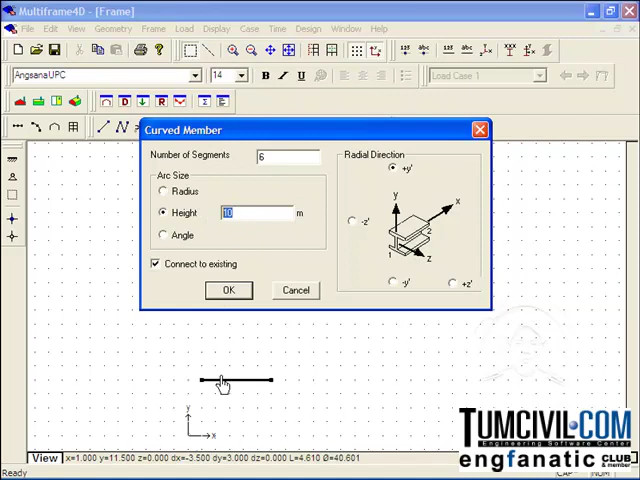 Multiframe4D - [Frame]
File Edit View Select Group Geometry Frame Load Display Case Time Design Window Help
AngsanaUPC 14 B I U Load Case 1
Curved Member
Number of Segments 6
Arc Size
Radius
Height 10 m
Angle
Connect to existing
OK Cancel
Radial Direction
+y'
-z'
y
x
2
1
z
-y' +z'
y
x
TUMCIVIL.COM
Engineering Software Center
engfanatic CLUB
& member
View x=1.000 y=11.500 z=0.000 dx=-3.500 dy=3.000 dz=0.000 L=4.610 Ø=40.601
Ready